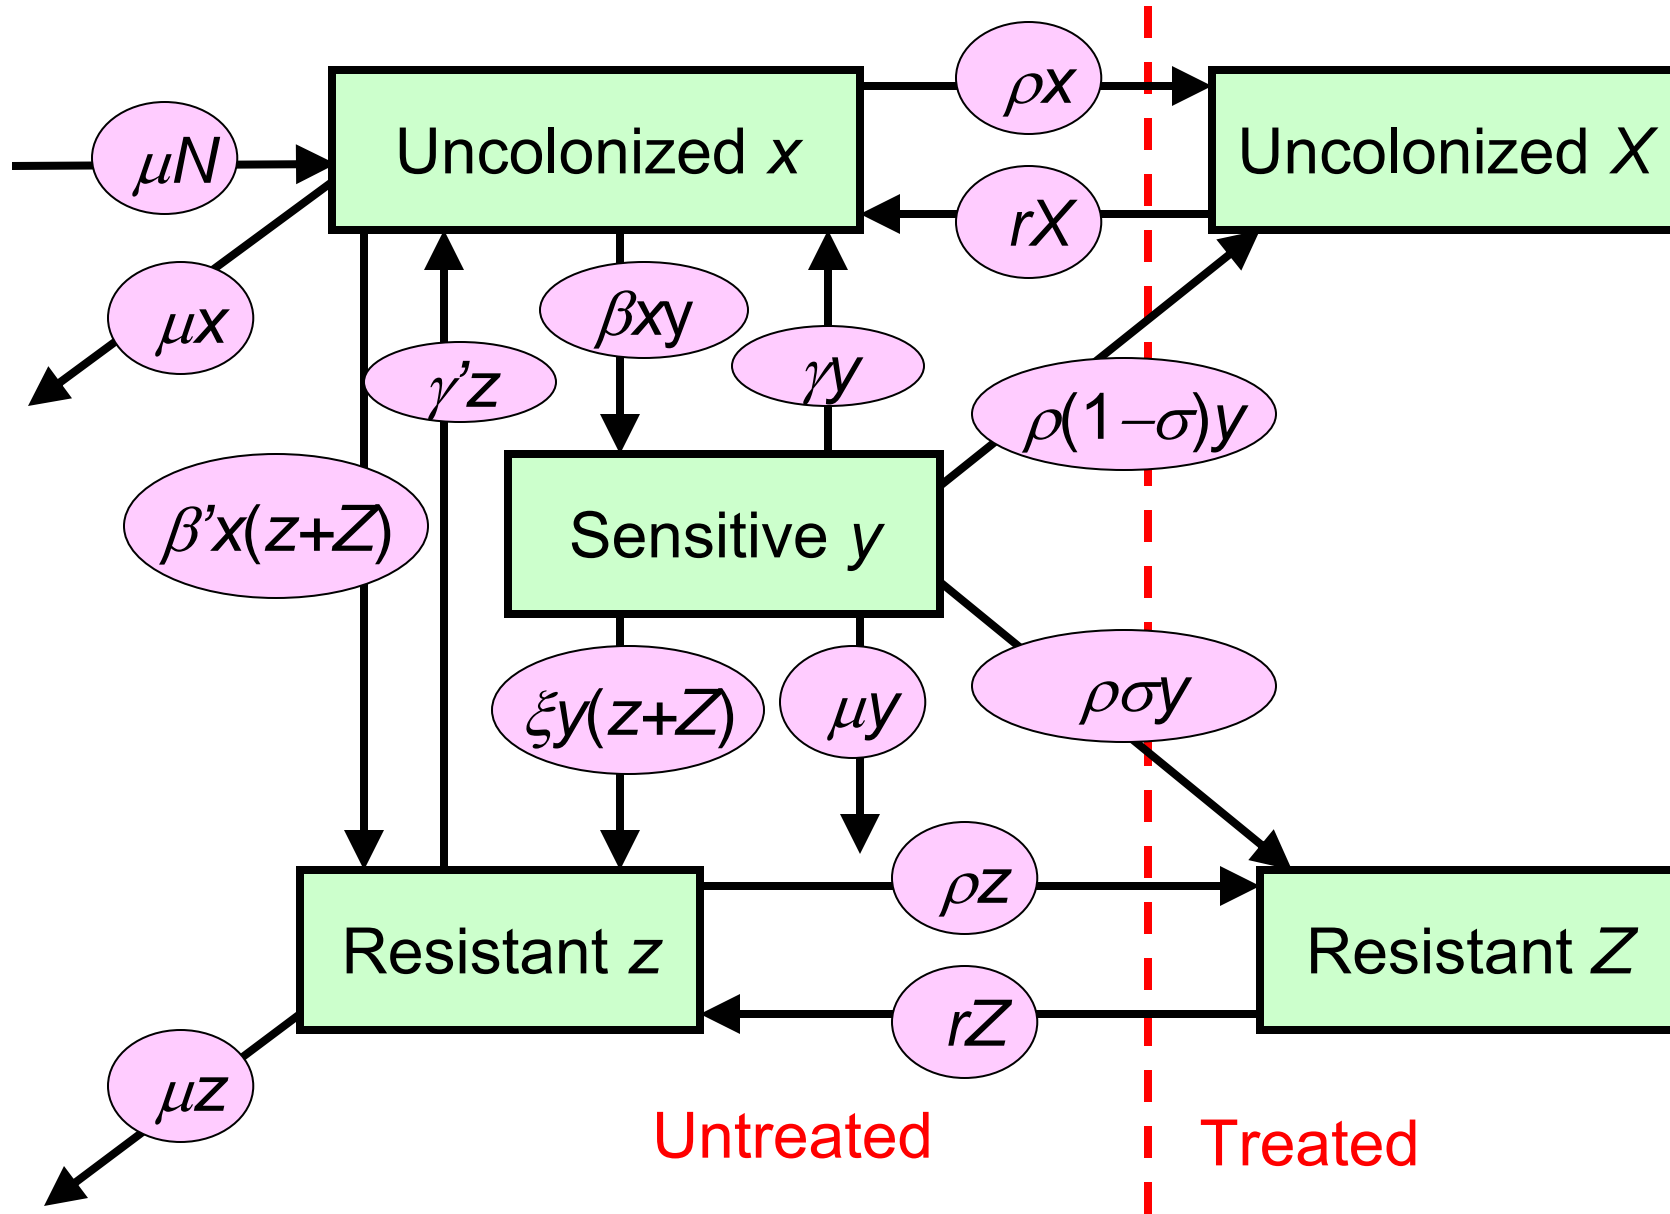 ρx
μN
Uncolonized x
Uncolonized X
rX
μx
βxy
γ'z
γy
ρ(1−σ)y
β'x(z+Z)
Sensitive y
ξy(z+Z)
μy
ρσy
ρz
Resistant z
Resistant Z
rZ
μz
Untreated
Treated